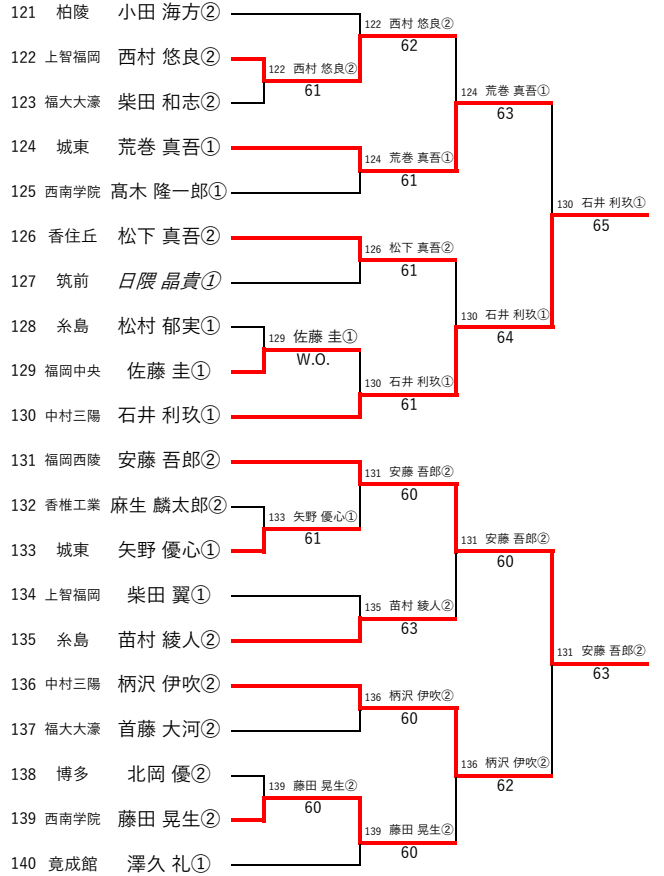 121 柏陵 小田 海方②
122 上智福岡 西村 悠良②
123 福大大濠 柴田 和志②
124 城東 荒巻 真吾①
125 西南学院 髙木 隆一郎①
126 香住丘 松下 真吾②
127 筑前 日隈 晶貴①
128 糸島 松村 郁実①
129 福岡中央 佐藤 圭①
130 中村三陽 石井 利玖①
131 福岡西陵 安藤 吾郎②
132 香椎工業 麻生 麟太郎②
133 城東 矢野 優心①
134 上智福岡 柴田 翼①
135 糸島 苗村 綾人②
136 中村三陽 柄沢 伊吹②
137 福大大濠 首藤 大河②
138 博多 北岡 優②
139 西南学院 藤田 晃生②
140 竟成館 澤久 礼①
122 西村 悠良②
61
129 佐藤 圭①
W.O.
133 矢野 優心①
61
139 藤田 晃生②
60
122 西村 悠良②
62
124 荒巻 真吾①
61
126 松下 真吾②
61
130 石井 利玖①
61
131 安藤 吾郎②
60
135 苗村 綾人②
63
136 柄沢 伊吹②
60
139 藤田 晃生②
60
124 荒巻 真吾①
63
130 石井 利玖①
64
131 安藤 吾郎②
60
136 柄沢 伊吹②
62
130 石井 利玖①
65
131 安藤 吾郎②
63